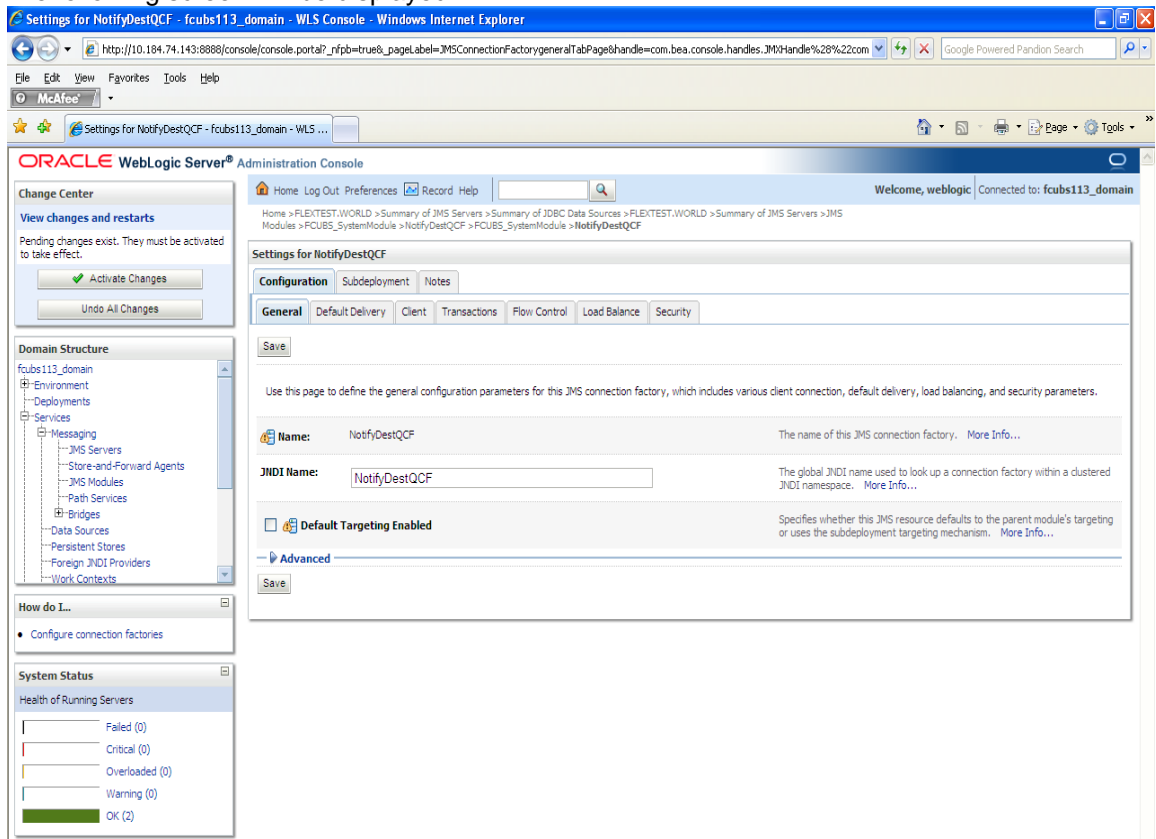 Settings for NotifyDestQCF - fcubs113_domain - WLS Console - Windows Internet Explorer
http://10.184.74.143:8888/console/console.portal?_nfpb=true&_pageLabel=JMSConnectionFactorygeneralTabPage&handle=com.bea.console.handles.JMXHandle%28%22com
Google Powered Pandion Search
File Edit View Favorites Tools Help
McAfee
Settings for NotifyDestQCF - fcubs113_domain - WLS ...
Page Tools »
ORACLE WebLogic Server® Administration Console
Change Center
View changes and restarts
Pending changes exist. They must be activated
to take effect.
Activate Changes
Undo All Changes
Domain Structure
fcubs113_domain
Environment
Deployments
Services
Messaging
JMS Servers
Store-and-Forward Agents
JMS Modules
Path Services
Bridges
Data Sources
Persistent Stores
Foreign JNDI Providers
Work Contexts
How do I...
Configure connection factories
System Status
Health of Running Servers
Failed (0)
Critical (0)
Overloaded (0)
Warning (0)
OK (2)
Home Log Out Preferences Record Help
Welcome, weblogic Connected to: fcubs113_domain
Home >FLEXTEST.WORLD >Summary of JMS Servers >Summary of JDBC Data Sources >FLEXTEST.WORLD >Summary of JMS Servers >JMS
Modules >FCUBS_SystemModule >NotifyDestQCF >FCUBS_SystemModule >NotifyDestQCF
Settings for NotifyDestQCF
Configuration Subdeployment Notes
General Default Delivery Client Transactions Flow Control Load Balance Security
Save
Use this page to define the general configuration parameters for this JMS connection factory, which includes various client connection, default delivery, load balancing, and security parameters.
Name: NotifyDestQCF The name of this JMS connection factory. More Info...
JNDI Name: NotifyDestQCF The global JNDI name used to look up a connection factory within a clustered
JNDI namespace. More Info...
Default Targeting Enabled Specifies whether this JMS resource defaults to the parent module's targeting
or uses the subdeployment targeting mechanism. More Info...
Advanced
Save